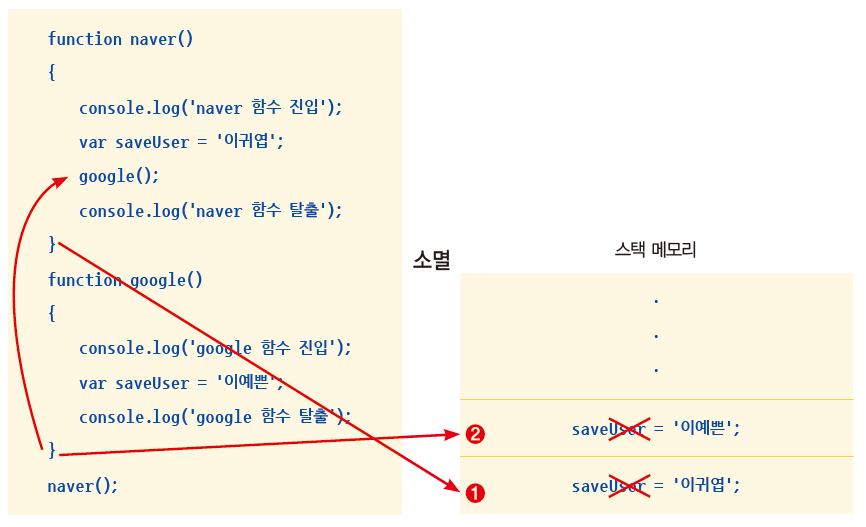 function naver()
{
console.log('naver 함수 진입');
var saveUser = '이귀엽';
google();
console.log('naver 함수 탈출');
}
function google()
{
console.log('google 함수 진입');
var saveUser = '이예쁜';
console.log('google 함수 탈출');
}
naver();
소멸
스택 메모리
.
.
.
❷ saveUser = '이예쁜';
❶ saveUser = '이귀엽';